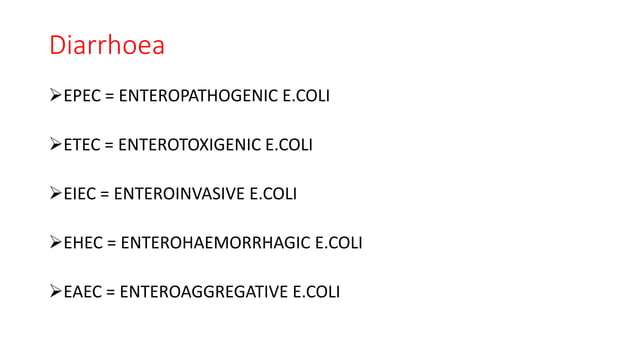 Diarrhoea
➢EPEC = ENTEROPATHOGENIC E.COLI
➢ETEC = ENTEROTOXIGENIC E.COLI
➢EIEC = ENTEROINVASIVE E.COLI
➢EHEC = ENTEROHAEMORRHAGIC E.COLI
➢EAEC = ENTEROAGGREGATIVE E.COLI